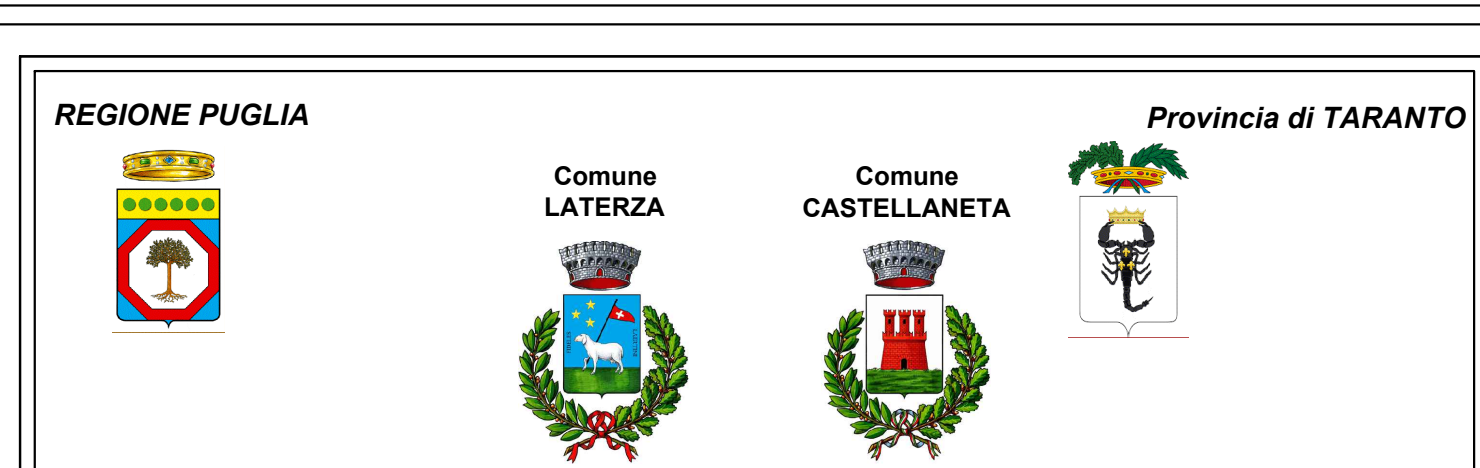 REGIONE PUGLIA
Provincia di TARANTO
Comune
LATERZA
Comune
CASTELLANETA